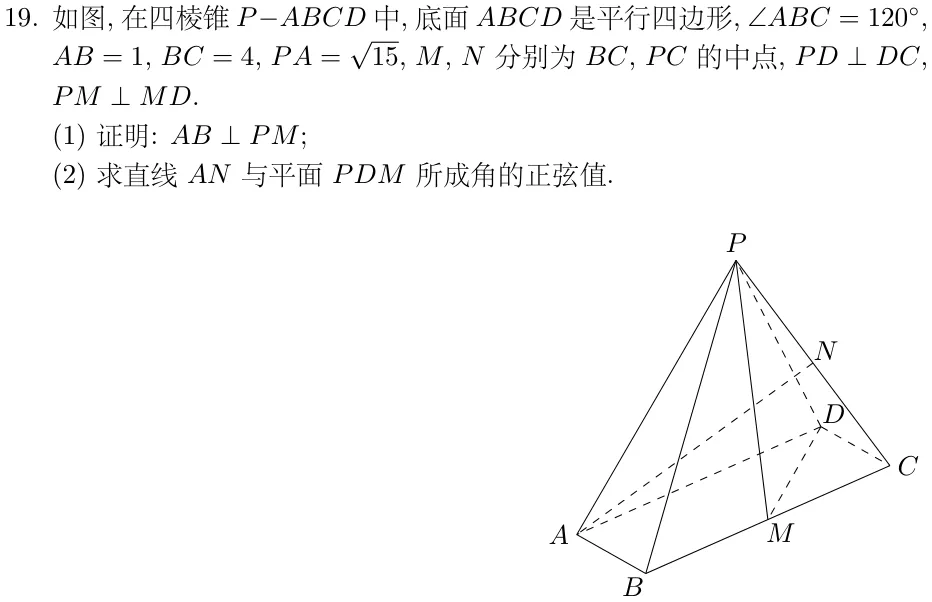 19. 如图, 在四棱锥 P−ABCD 中, 底面 ABCD 是平行四边形, ∠ABC = 120°,
AB = 1, BC = 4, PA = √15, M, N 分别为 BC, PC 的中点, PD ⊥ DC,
PM ⊥ MD.
(1) 证明: AB ⊥ PM;
(2) 求直线 AN 与平面 PDM 所成角的正弦值.
P
N
D
C
A
M
B